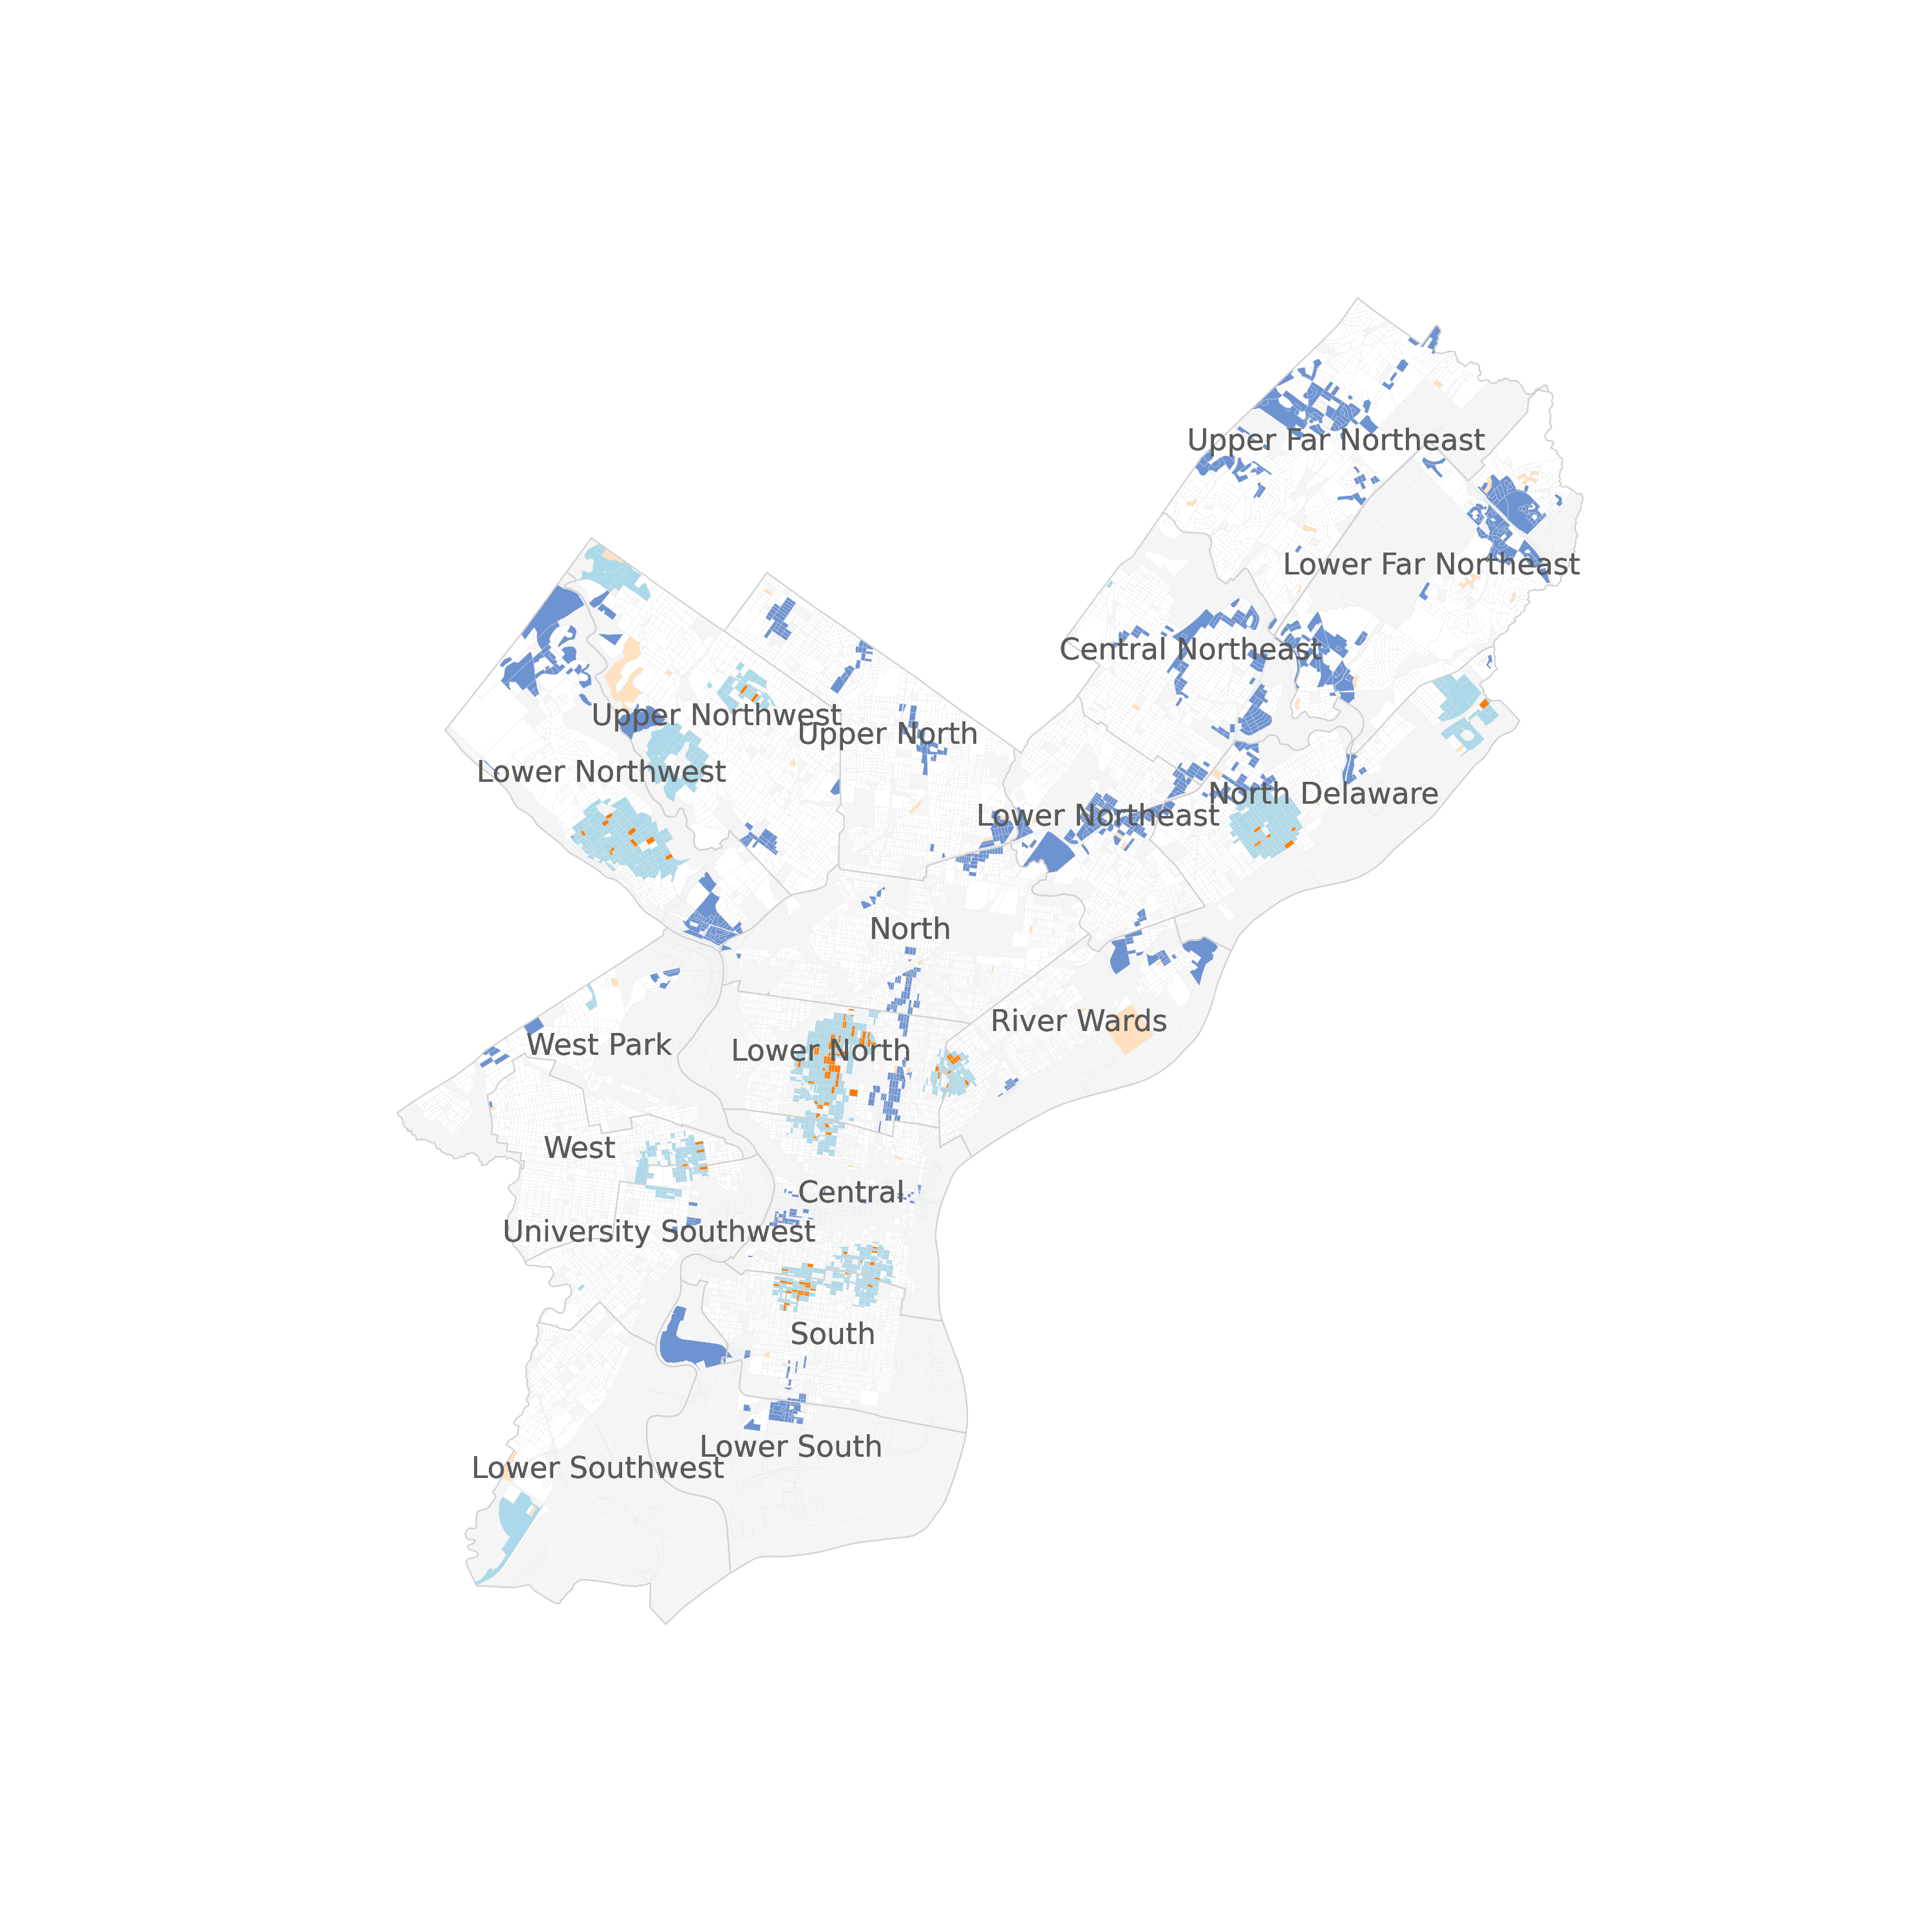 Upper Far Northeast
Lower Far Northeast
Central Northeast
Upper Northwest
Upper North
Lower Northwest
North Delaware
Lower Northeast
North
River Wards
West Park
Lower North
West
Central
University Southwest
South
Lower South
Lower Southwest